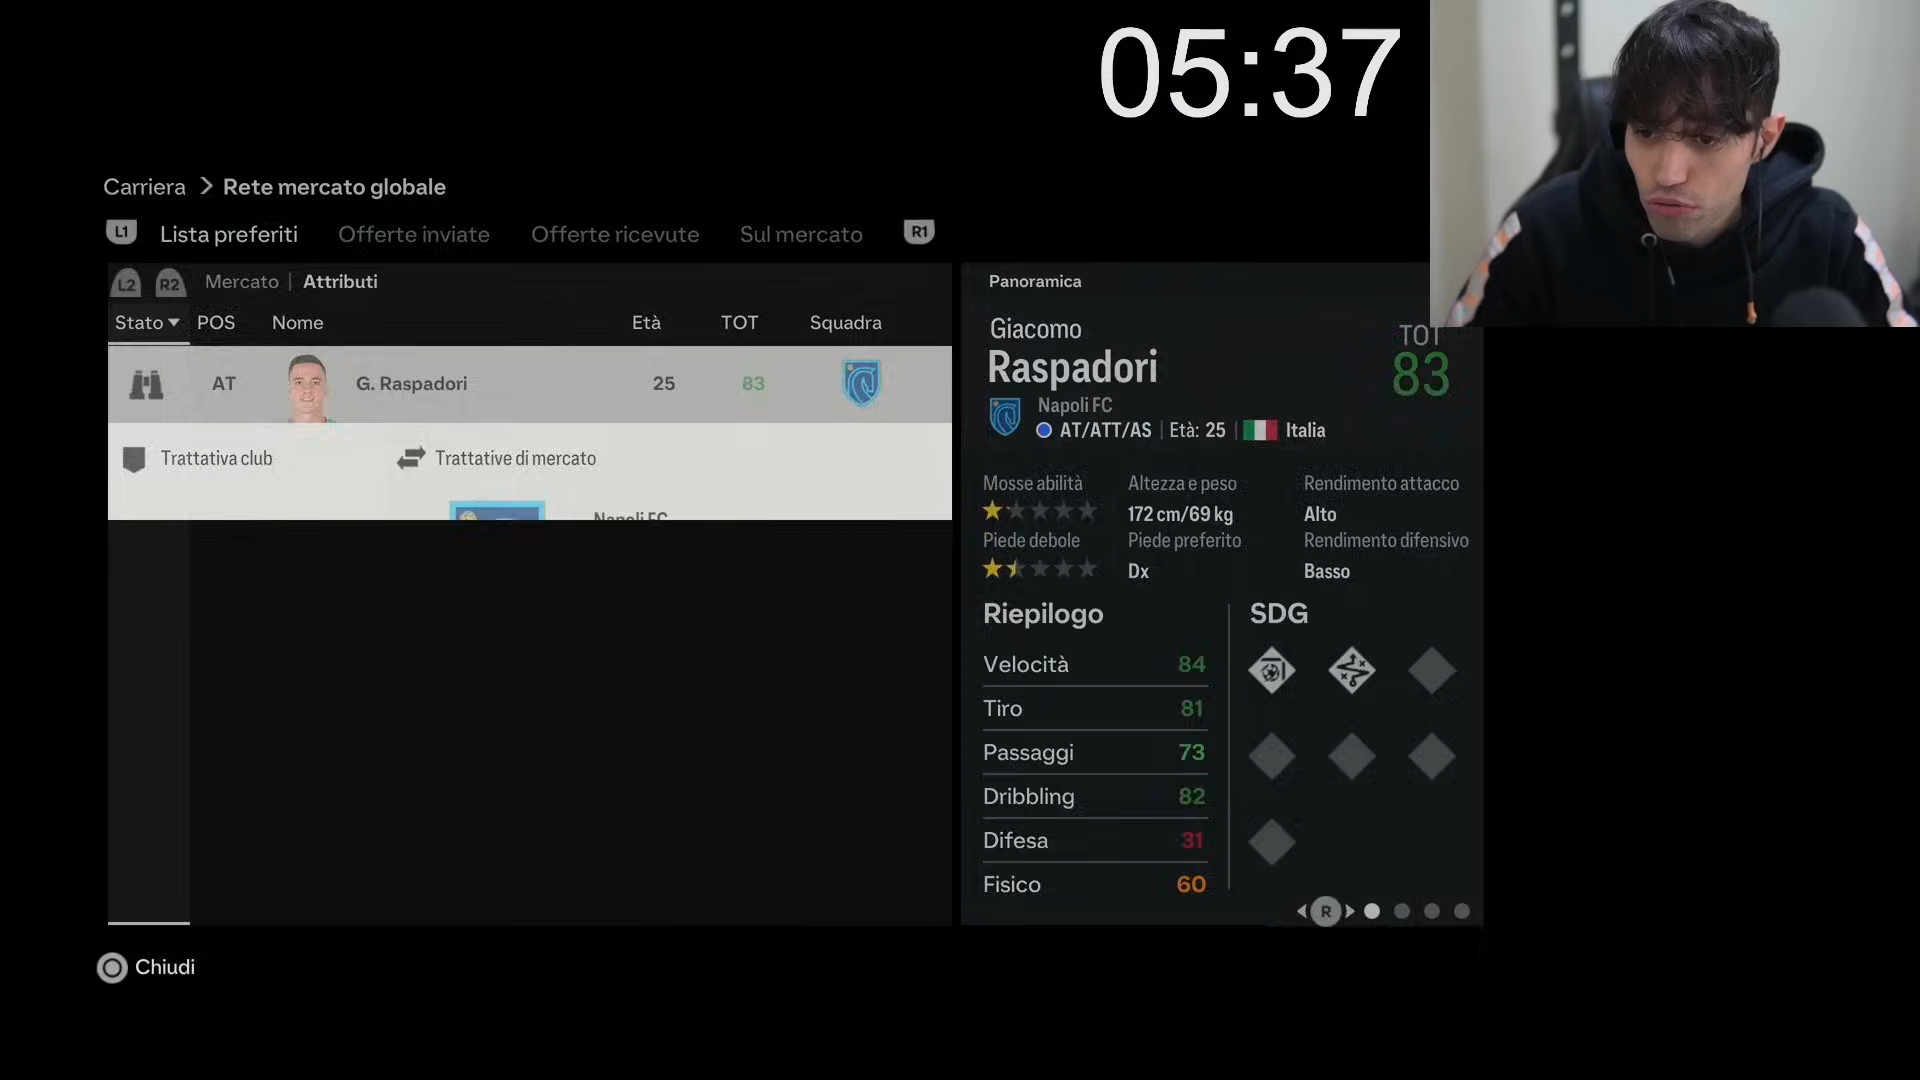 05:37
Carriera > Rete mercato globale
L1 Lista preferiti Offerte inviate Offerte ricevute Sul mercato R1
L2 R2 Mercato | Attributi
Stato ▾ POS Nome Età TOT Squadra
AT G. Raspadori 25 83
Trattativa club Trattative di mercato
Napoli FC
Panoramica
Giacomo
Raspadori
TOT
83
Napoli FC
AT/ATT/AS | Età: 25 | Italia
Mosse abilità Altezza e peso Rendimento attacco
172 cm/69 kg Alto
Piede debole Piede preferito Rendimento difensivo
Dx Basso
Riepilogo SDG
Velocità 84
Tiro 81
Passaggi 73
Dribbling 82
Difesa 31
Fisico 60
R
Chiudi